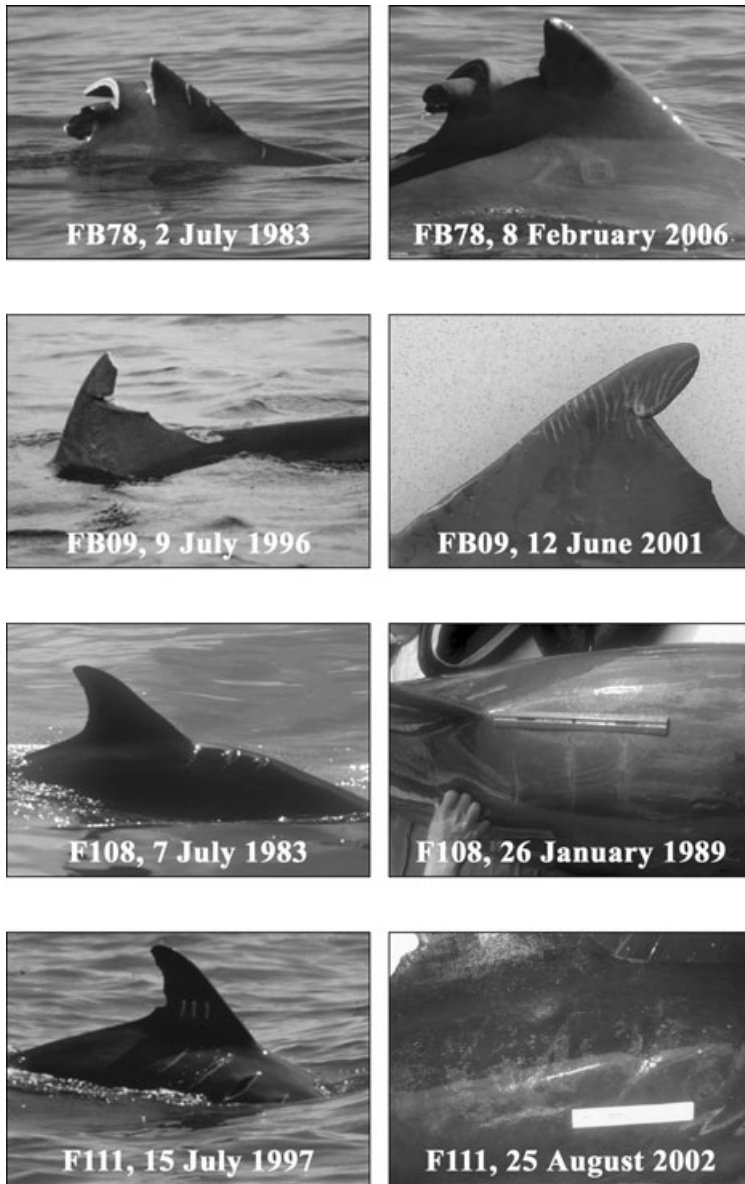 FB78, 2 July 1983
FB78, 8 February 2006
FB09, 9 July 1996
FB09, 12 June 2001
F108, 7 July 1983
F108, 26 January 1989
F111, 15 July 1997
F111, 25 August 2002